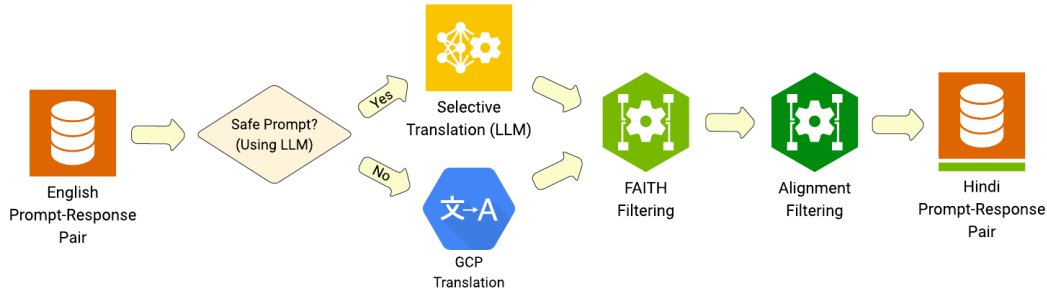 English
Prompt-Response
Pair
Safe Prompt?
(Using LLM)
Yes
No
Selective
Translation (LLM)
文→A
GCP
Translation
FAITH
Filtering
Alignment
Filtering
Hindi
Prompt-Response
Pair